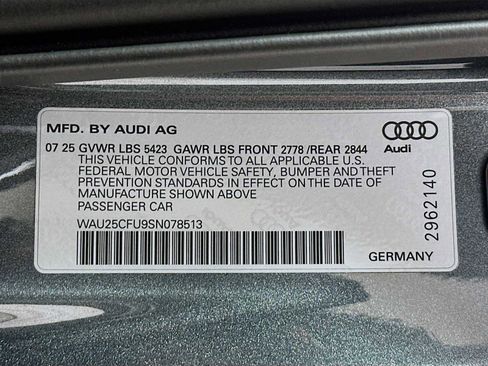 MFD. BY AUDI AG
07 25 GVWR LBS 5423 GAWR LBS FRONT 2778 /REAR 2844
THIS VEHICLE CONFORMS TO ALL APPLICABLE U.S.
FEDERAL MOTOR VEHICLE SAFETY, BUMPER AND THEFT
PREVENTION STANDARDS IN EFFECT ON THE DATE OF
MANUFACTURE SHOWN ABOVE
PASSENGER CAR
WAU25CFU9SN078513
Audi
2962140
GERMANY